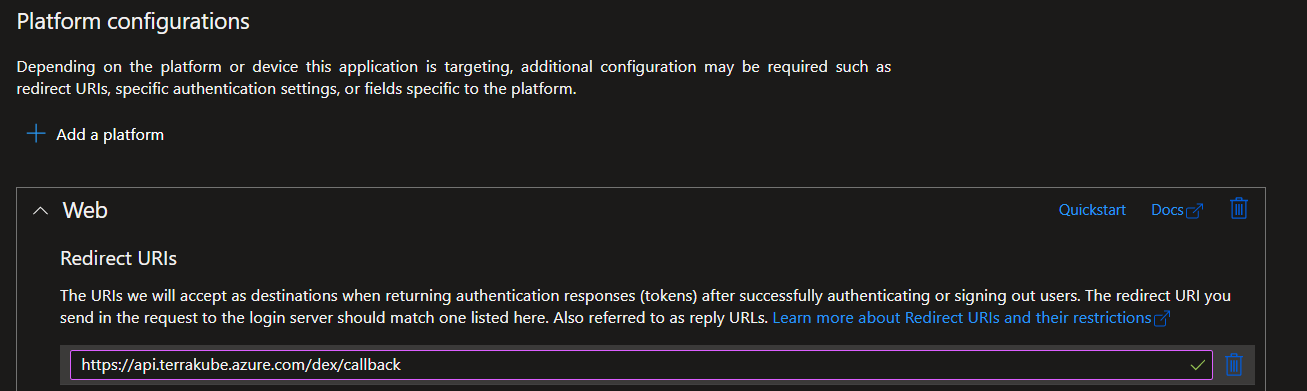 Platform configurations
Depending on the platform or device this application is targeting, additional configuration may be required such as
redirect URIs, specific authentication settings, or fields specific to the platform.
Add a platform
Web
Quickstart
Docs
Redirect URIs
The URIs we will accept as destinations when returning authentication responses (tokens) after successfully authenticating or signing out users. The redirect URI you
send in the request to the login server should match one listed here. Also referred to as reply URLs. Learn more about Redirect URIs and their restrictions
https://api.terrakube.azure.com/dex/callback